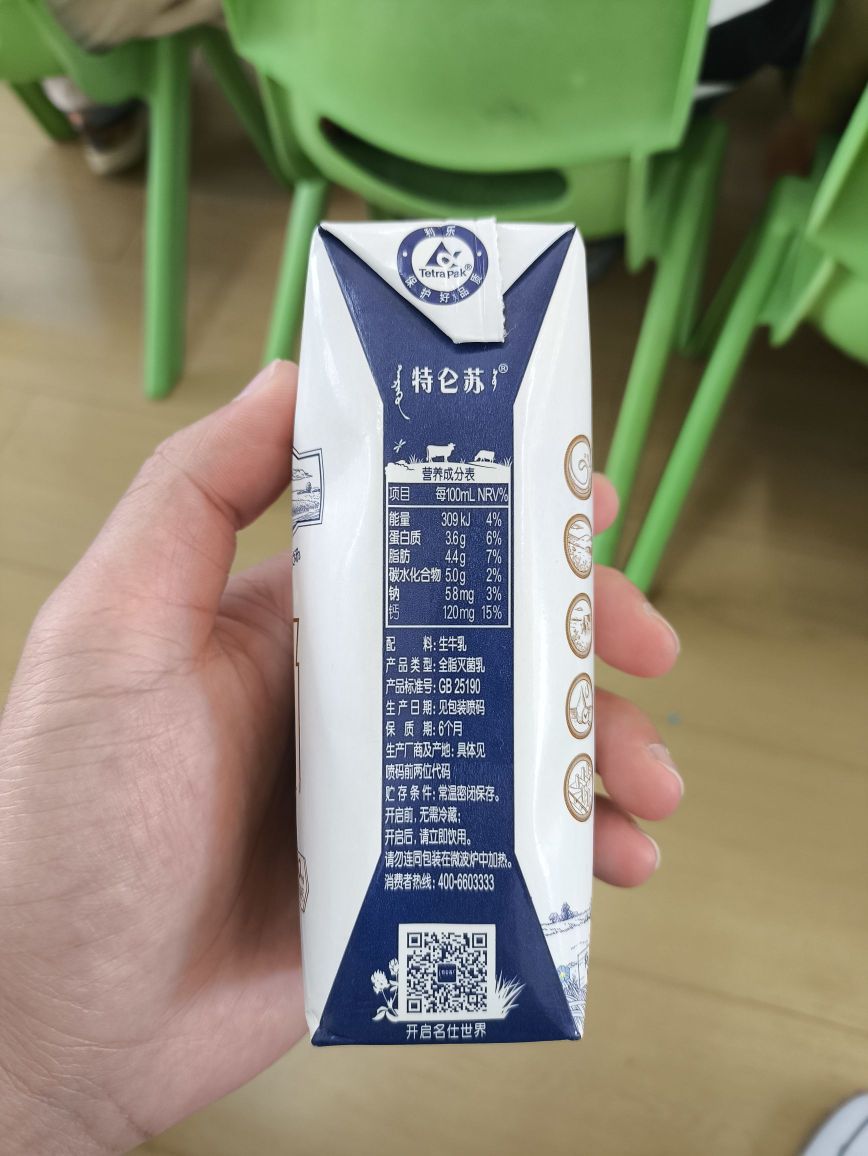 利乐
TetraPak®
保护好品质
特仑苏®
营养成分表
项目 每100mL NRV%
能量 309kJ 4%
蛋白质 3.6g 6%
脂肪 4.4g 7%
碳水化合物 5.0g 2%
钠 58mg 3%
钙 120mg 15%
配料:生牛乳
产品类型:全脂灭菌乳
产品标准号:GB 25190
生产日期:见包装喷码
保质期:6个月
生产厂商及产地:具体见
喷码前两位代码
贮存条件:常温密闭保存。
开启前,无需冷藏;
开启后,请立即饮用。
请勿连同包装在微波炉中加热。
消费者热线:400-6603333
开启名仕世界